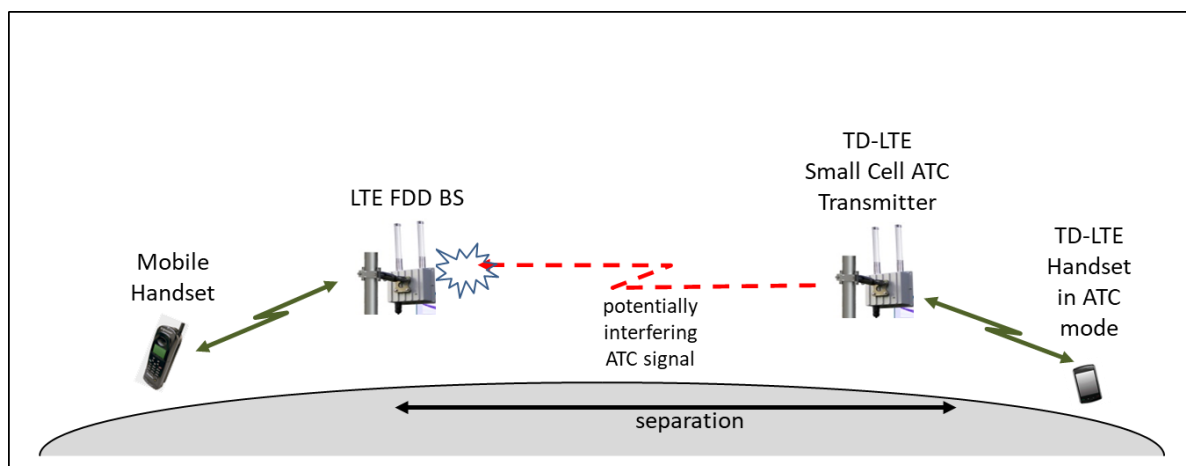 TD-LTE
Small Cell ATC
Transmitter
LTE FDD BS
TD-LTE
Handset
in ATC
mode
Mobile
Handset
potentially
interfering
ATC signal
separation